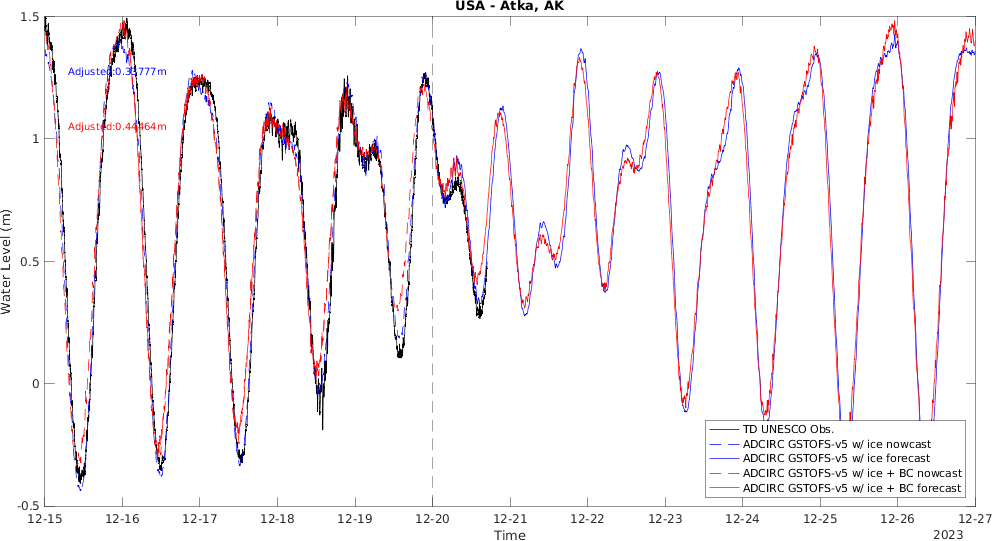 USA - Atka, AK
1.5
1
0.5
0
-0.5
Water Level (m)
Adjusted:0.33777m
Adjusted:0.44464m
TD UNESCO Obs.
ADCIRC GSTOFS-v5 w/ ice nowcast
ADCIRC GSTOFS-v5 w/ ice forecast
ADCIRC GSTOFS-v5 w/ ice + BC nowcast
ADCIRC GSTOFS-v5 w/ ice + BC forecast
12-15 12-16 12-17 12-18 12-19 12-20 12-21 12-22 12-23 12-24 12-25 12-26 12-27
Time
2023